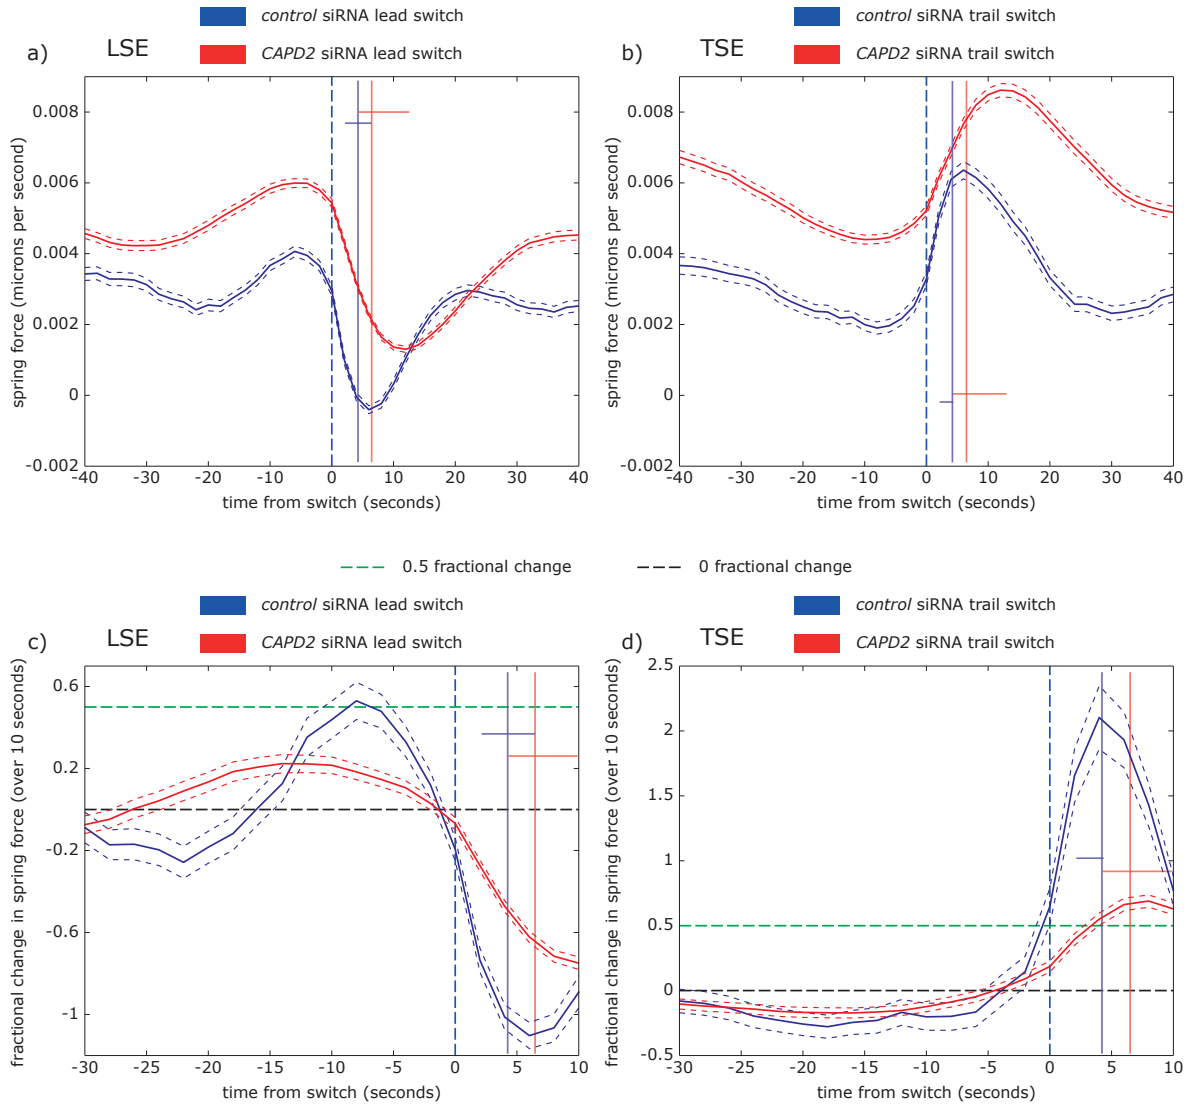 control siRNA lead switch
a) LSE CAPD2 siRNA lead switch
spring force (microns per second)
0.008
0.006
0.004
0.002
0
-0.002
-40 -30 -20 -10 0 10 20 30 40
time from switch (seconds)
control siRNA trail switch
b) TSE CAPD2 siRNA trail switch
spring force (microns per second)
0.008
0.006
0.004
0.002
0
-0.002
-40 -30 -20 -10 0 10 20 30 40
time from switch (seconds)
0.5 fractional change 0 fractional change
control siRNA lead switch
c) LSE CAPD2 siRNA lead switch
fractional change in spring force (over 10 seconds)
0.6
0.2
-0.2
-0.6
-1
-30 -25 -20 -15 -10 -5 0 5 10
time from switch (seconds)
control siRNA trail switch
d) TSE CAPD2 siRNA trail switch
fractional change in spring force (over 10 seconds)
2.5
2
1.5
1
0.5
0
-0.5
-30 -25 -20 -15 -10 -5 0 5 10
time from switch (seconds)